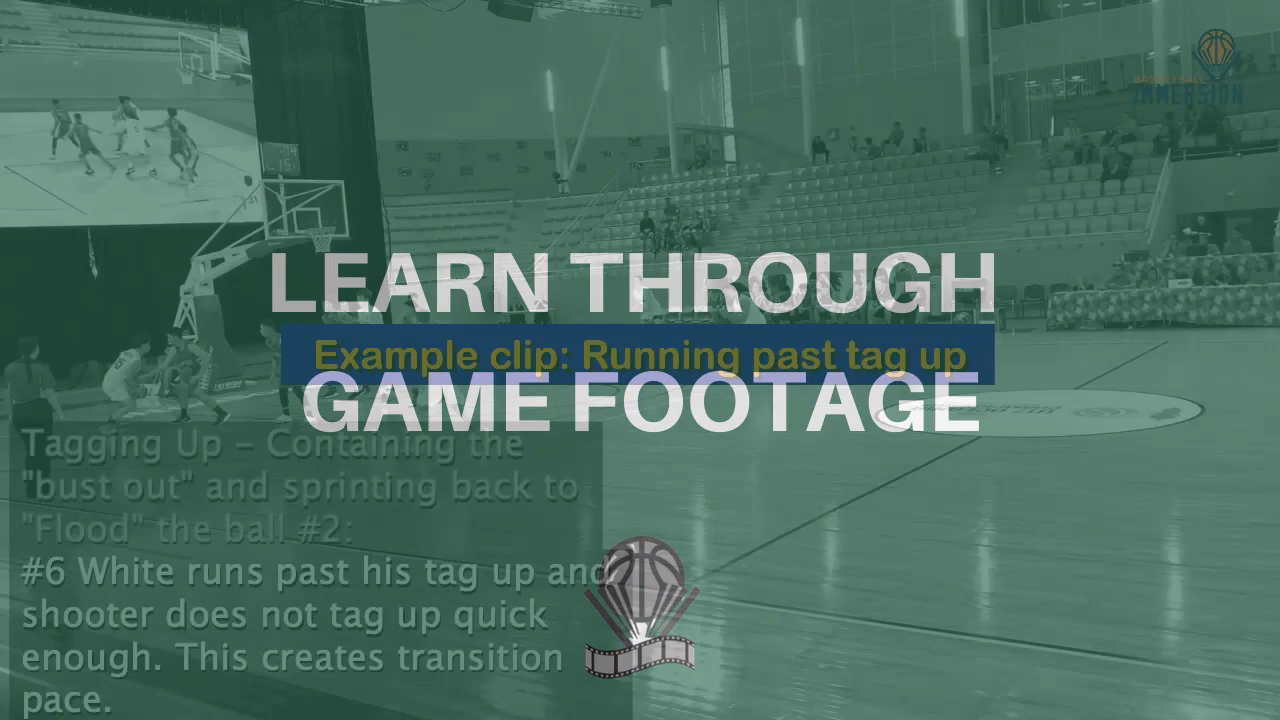 BASKETBALL
IMMERSION
LEARN THROUGH
Example clip: Running past tag up
GAME FOOTAGE
Tagging Up - Containing the
"bust out" and sprinting back to
"Flood" the ball #2:
#6 White runs past his tag up and
shooter does not tag up quick
enough. This creates transition
pace.